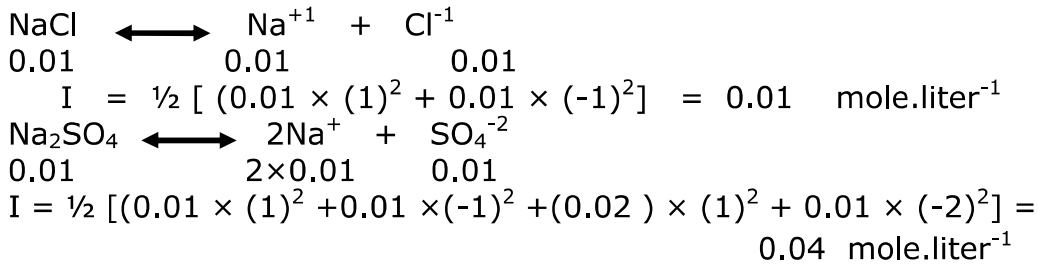 NaCl ⟷ Na⁺¹ + Cl⁻¹
0.01 0.01 0.01
I = ½ [ (0.01 × (1)² + 0.01 × (-1)²] = 0.01 mole.liter⁻¹
Na₂SO₄ ⟷ 2Na⁺ + SO₄⁻²
0.01 2×0.01 0.01
I = ½ [(0.01 × (1)² +0.01 ×(-1)² +(0.02 ) × (1)² + 0.01 × (-2)²] =
0.04 mole.liter⁻¹